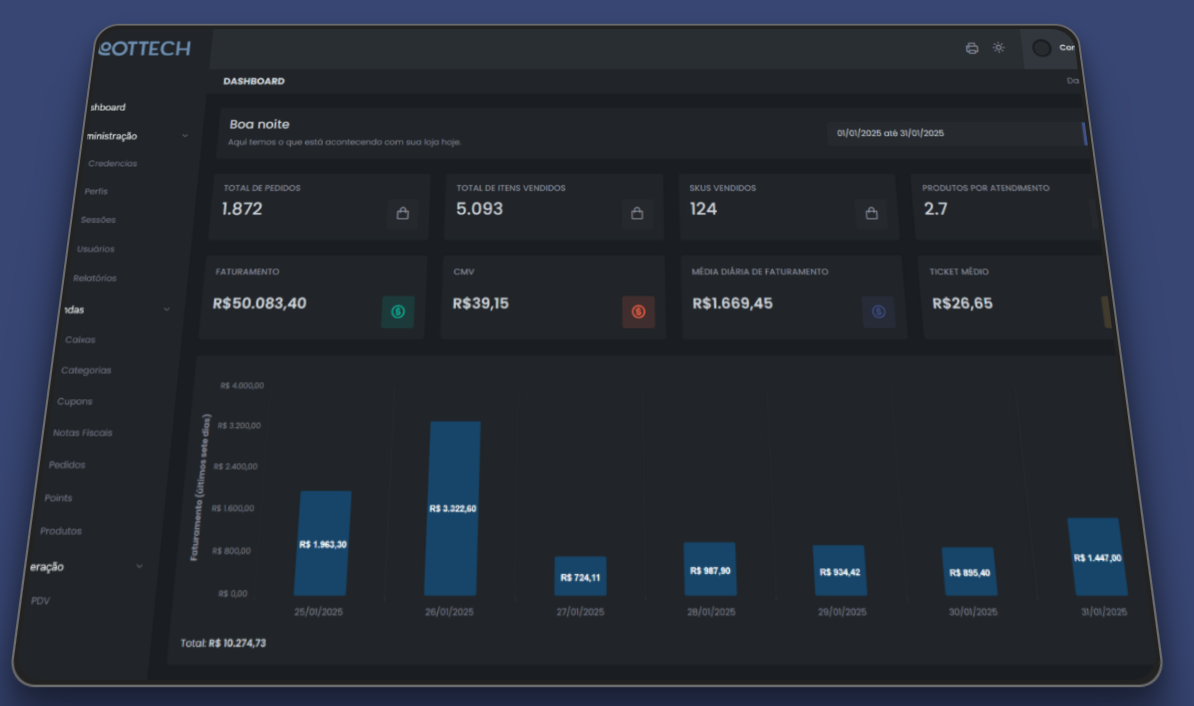 OTTECH
DASHBOARD
shboard
ministração
Credencias
Perfis
Sessões
Usuários
Relatórios
ndas
Caixas
Categorias
Cupons
Notas Fiscais
Pedidos
Points
Produtos
eração
PDV
Boa noite
Aqui temos o que está acontecendo com sua loja hoje.
01/01/2025 até 31/01/2025
TOTAL DE PEDIDOS
1.872
TOTAL DE ITENS VENDIDOS
5.093
SKUS VENDIDOS
124
PRODUTOS POR ATENDIMENTO
2.7
FATURAMENTO
R$50.083,40
CMV
R$39,15
MÉDIA DIÁRIA DE FATURAMENTO
R$1.669,45
TICKET MÉDIO
R$26,65
Faturamento (últimos sete dias)
R$ 4.000,00
R$ 3.200,00
R$ 2.400,00
R$ 1.600,00
R$ 800,00
R$ 0,00
R$ 1.963,30
R$ 3.322,60
R$ 724,11
R$ 987,90
R$ 934,42
R$ 895,40
R$ 1.447,00
25/01/2025
26/01/2025
27/01/2025
28/01/2025
29/01/2025
30/01/2025
31/01/2025
Total: R$ 10.274,73